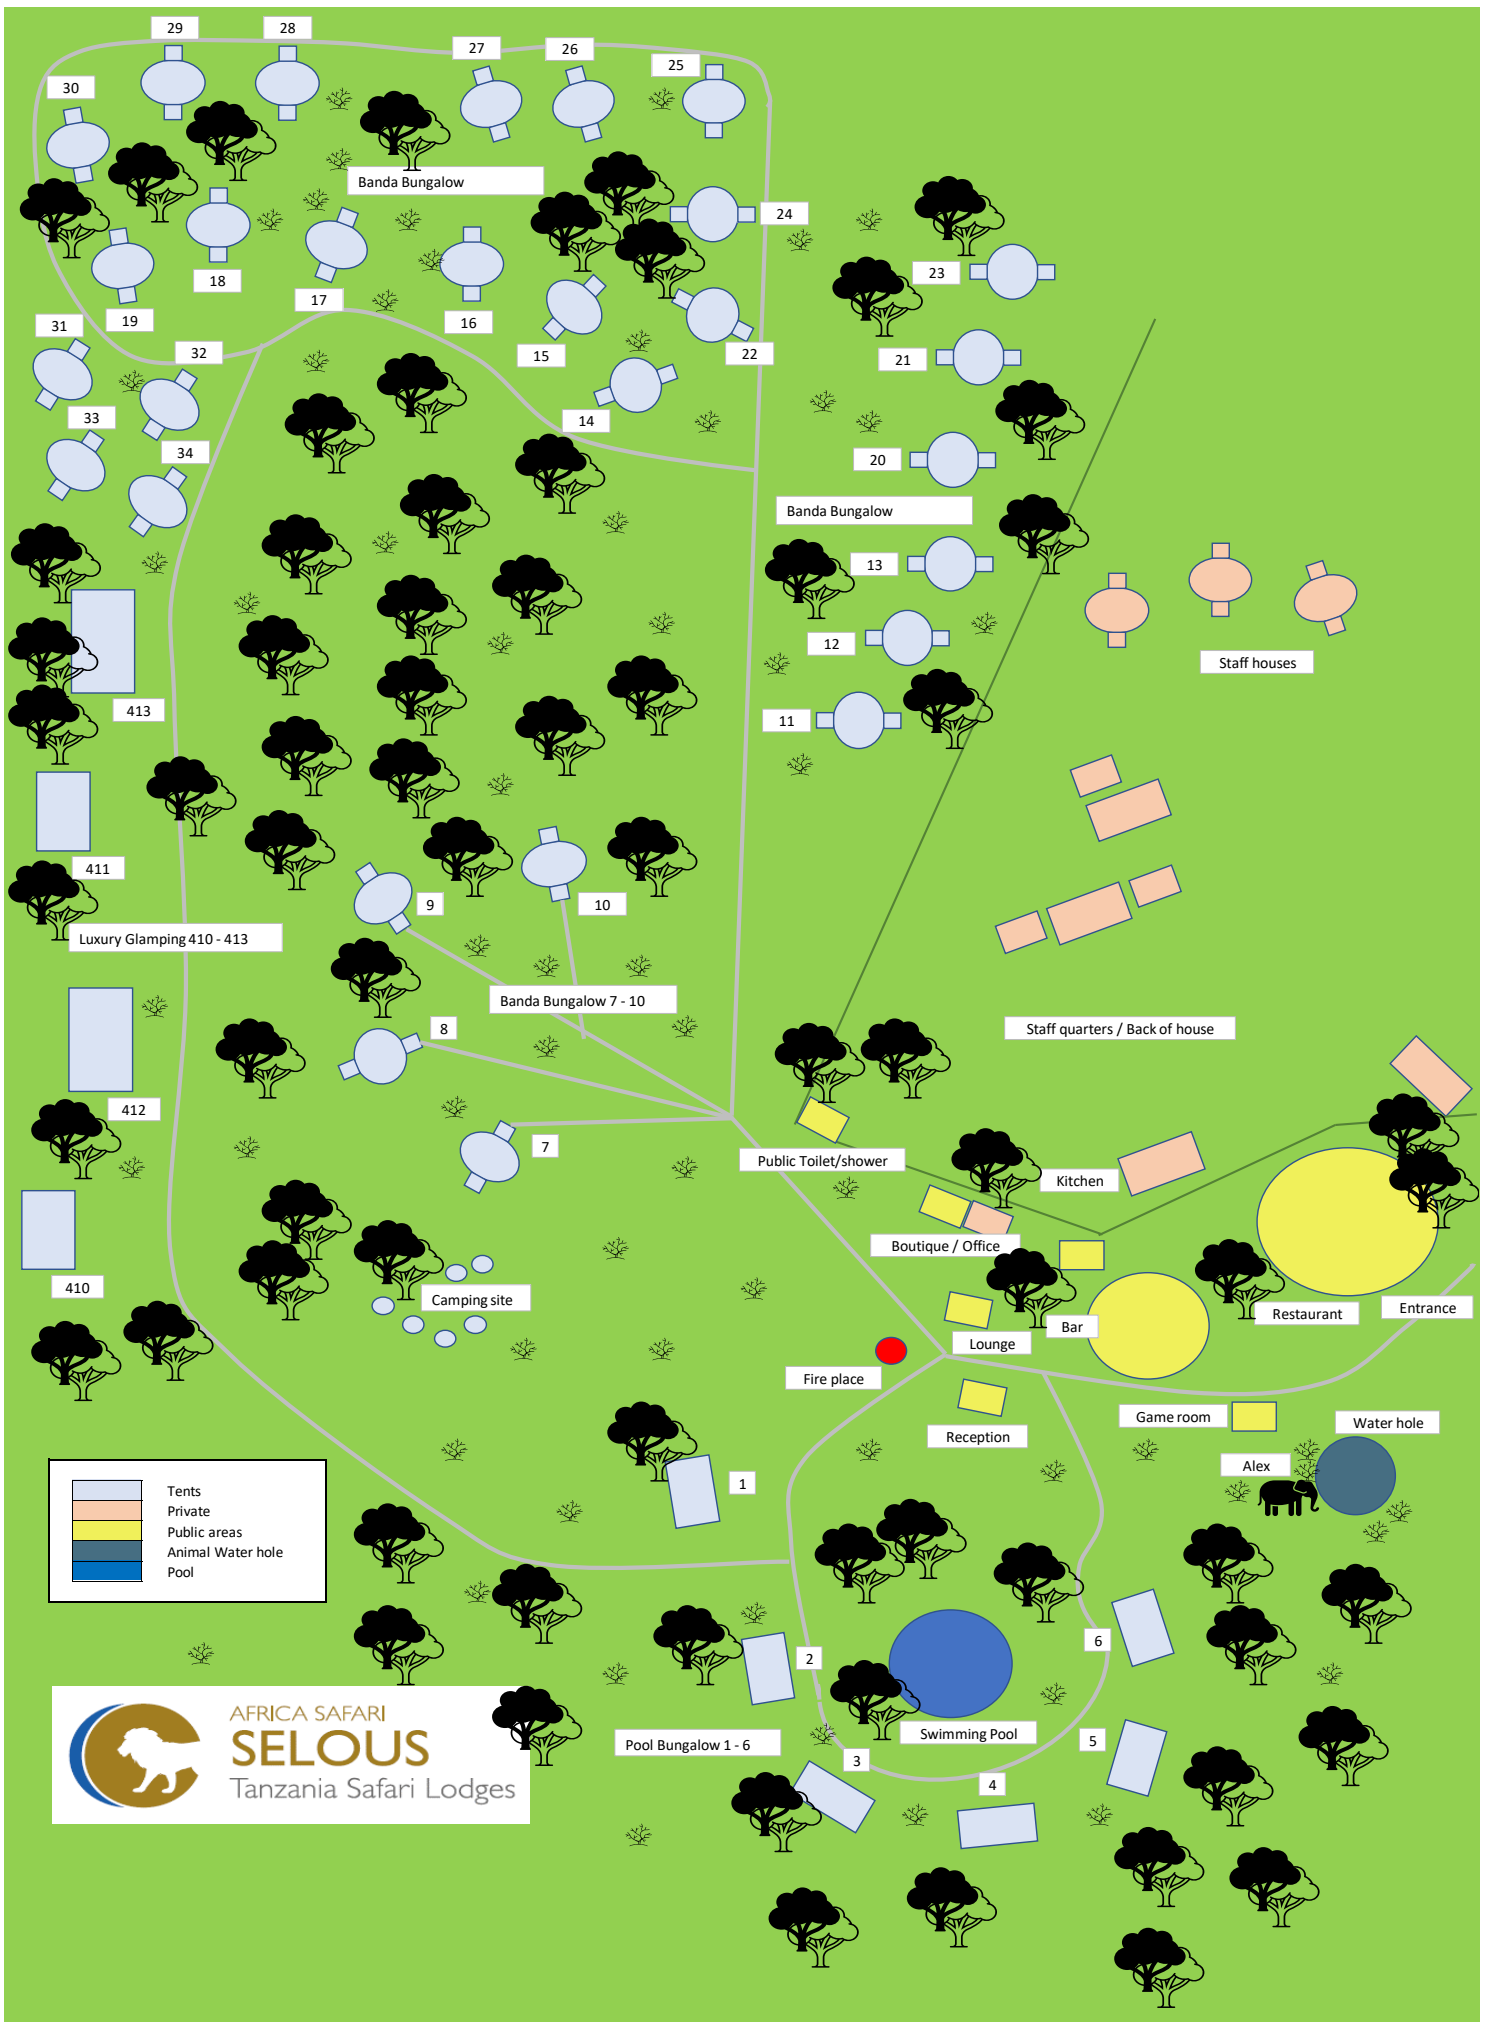 29
28
27
26
25
30
Banda Bungalow
24
23
18
17
19
16
31
32
15
22
21
33
14
34
20
Banda Bungalow
13
12
Staff houses
413
11
411
9
10
Luxury Glamping 410 - 413
Banda Bungalow 7 - 10
8
Staff quarters / Back of house
412
7
Public Toilet/shower
Kitchen
Boutique / Office
410
Camping site
Entrance
Restaurant
Bar
Lounge
Fire place
Game room
Water hole
Reception
Alex
1
Tents
Private
Public areas
Animal Water hole
Pool
6
2
AFRICA SAFARI
SELOUS
Tanzania Safari Lodges
Swimming Pool
Pool Bungalow 1 - 6
5
3
4